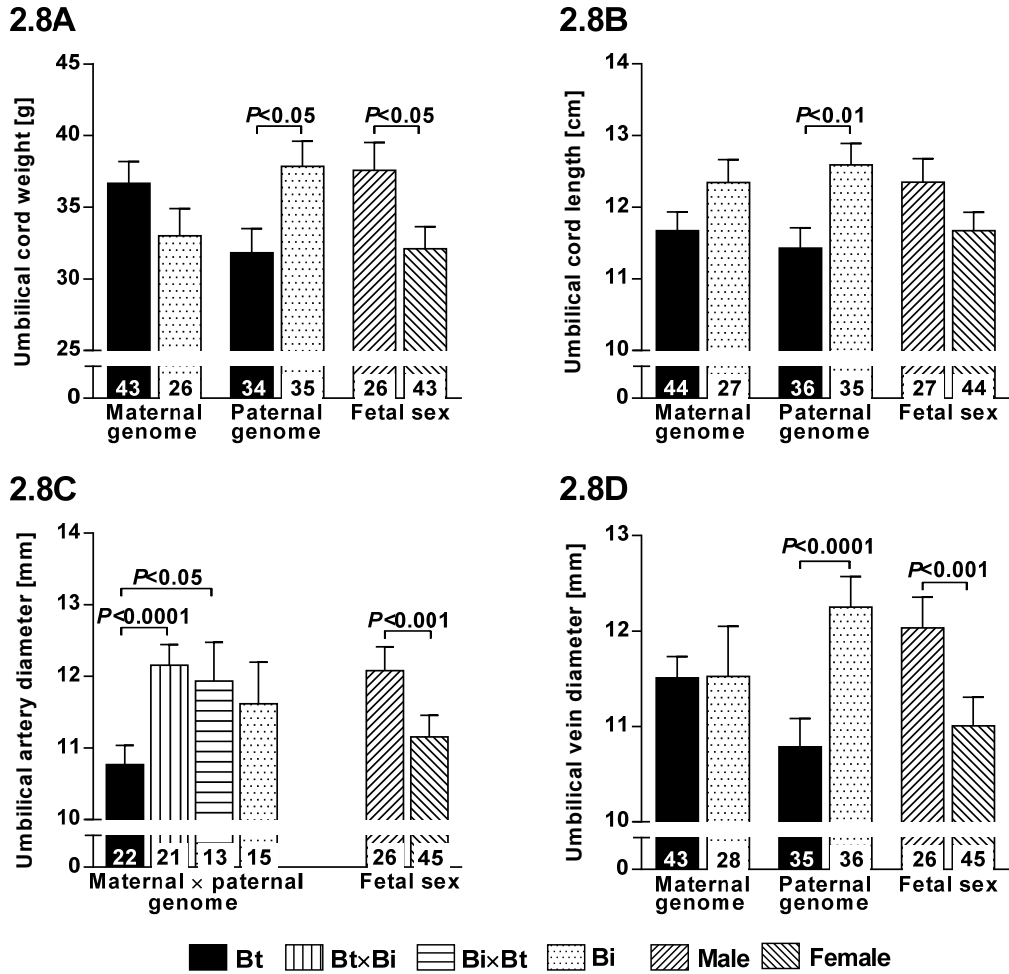 2.8A
Umbilical cord weight [g]
45
40
35
30
25
0
P<0.05
P<0.05
43 26 34 35 26 43
Maternal genome
Paternal genome
Fetal sex
2.8B
Umbilical cord length [cm]
14
13
12
11
10
0
P<0.01
44 27 36 35 27 44
Maternal genome
Paternal genome
Fetal sex
2.8C
Umbilical artery diameter [mm]
14
13
12
11
10
0
P<0.05
P<0.0001
P<0.001
22 21 13 15 26 45
Maternal × paternal
genome
Fetal sex
2.8D
Umbilical vein diameter [mm]
13
12
11
10
0
P<0.0001
P<0.001
43 28 35 36 26 45
Maternal genome
Paternal genome
Fetal sex
Bt Bt×Bi Bi×Bt Bi Male Female